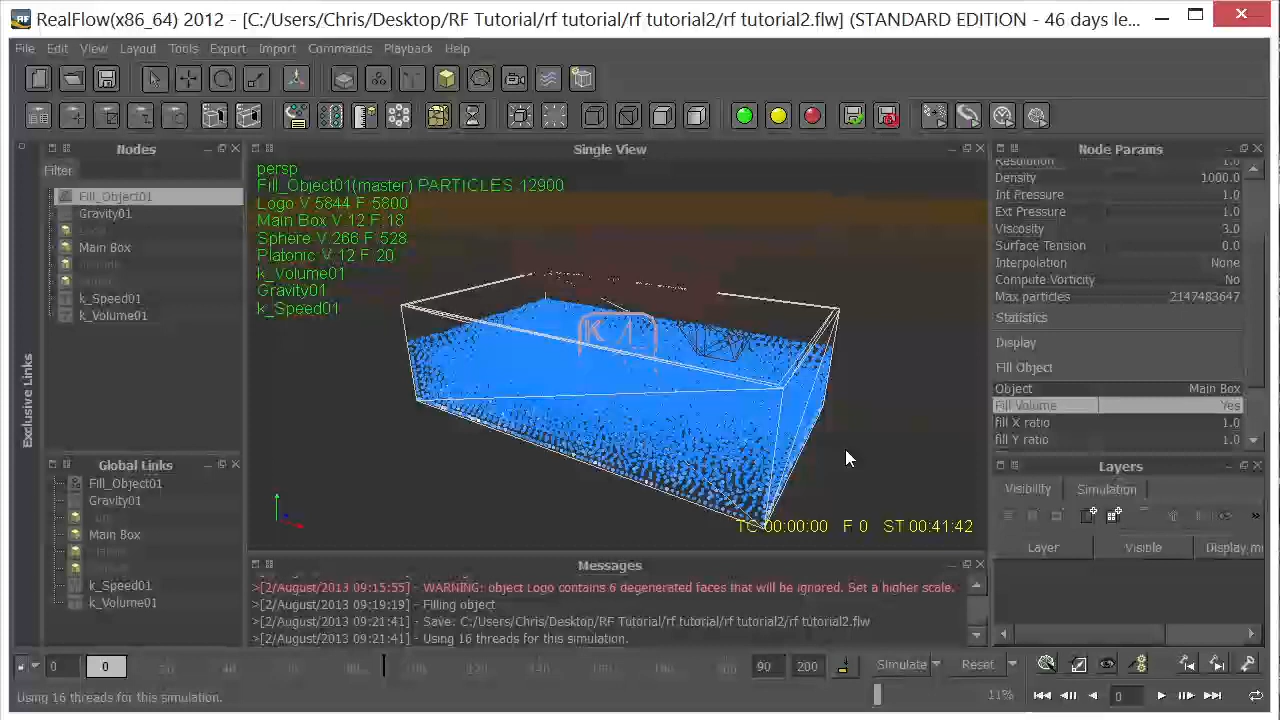 RealFlow(x86_64) 2012 - [C:/Users/Chris/Desktop/RF Tutorial/rf tutorial/rf tutorial2/rf tutorial2.flw] (STANDARD EDITION - 46 days le...
File Edit View Layout Tools Export Import Commands Playback Help
Nodes
Filter
Fill_Object01
Gravity01
Main Box
k_Speed01
k_Volume01
Exclusive Links
Global Links
Fill_Object01
Gravity01
Main Box
k_Speed01
k_Volume01
Single View
persp
Fill_Object01(master) PARTICLES 12900
Logo V 5844 F 5800
Main Box V 12 F 18
Sphere V 266 F 528
Platonic V 12 F 20
k_Volume01
Gravity01
k_Speed01
TC 00:00:00 F 0 ST 00:41:42
Messages
>[2/August/2013 09:15:55] - WARNING: object Logo contains 6 degenerated faces that will be ignored. Set a higher scale.
>[2/August/2013 09:19:19] - Filling object
>[2/August/2013 09:21:41] - Save: C:/Users/Chris/Desktop/RF Tutorial/rf tutorial/rf tutorial2/rf tutorial2.flw
>[2/August/2013 09:21:41] - Using 16 threads for this simulation.
Node Params
Resolution 1.0
Density 1000.0
Int Pressure 1.0
Ext Pressure 1.0
Viscosity 3.0
Surface Tension 0.0
Interpolation None
Compute Vorticity No
Max particles 2147483647
Statistics
Display
Fill Object
Object Main Box
Fill Volume Yes
fill X ratio 1.0
fill Y ratio 1.0
Layers
Visibility Simulation
»
Layer Visible Display m
0 0 90 200 Simulate Reset
Using 16 threads for this simulation. 11% 0